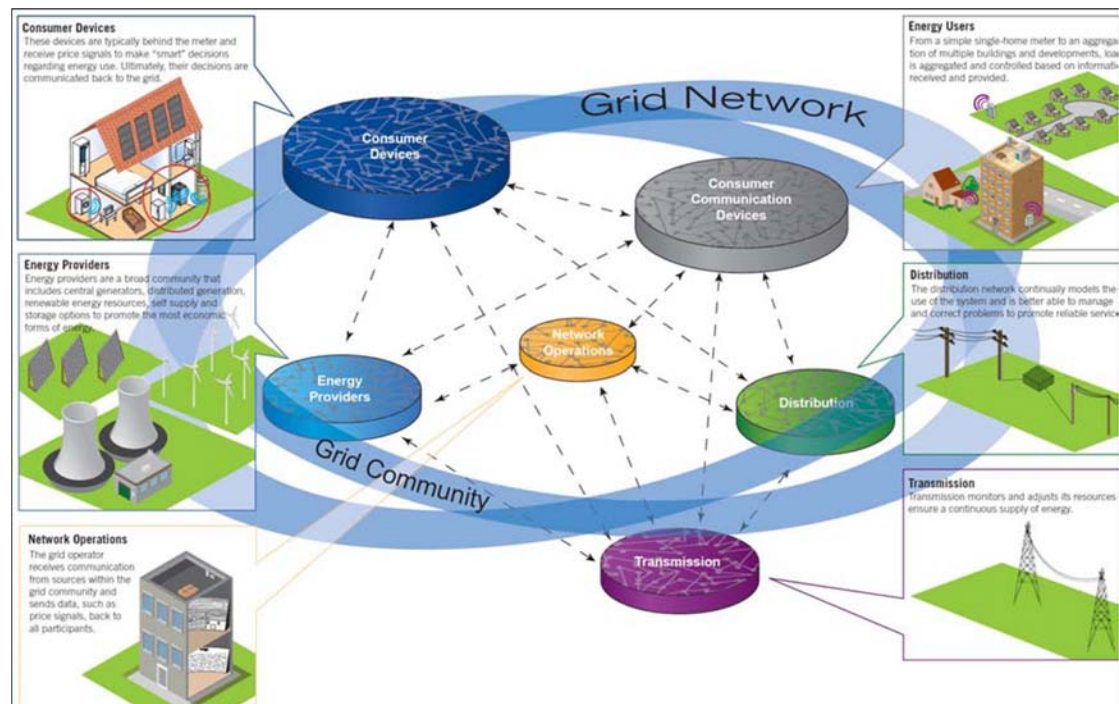 Consumer Devices
These devices are typically behind the meter and
receive price signals to make "smart" decisions
regarding energy use. Ultimately, their decisions are
communicated back to the grid.
Energy Users
From a simple single-home meter to an aggrega
tion of multiple buildings and developments, loa
is aggregated and controlled based on informati
received and provided.
Grid Network
Consumer
Devices
Consumer
Communication
Devices
Energy Providers
Energy providers are a broad community that
includes central generators, distributed generation,
renewable energy resources, self supply and
storage options to promote the most economic
forms of energy.
Distribution
The distribution network continually models the
use of the system and is better able to manage
and correct problems to promote reliable service
Network
Operations
Energy
Providers
Distribution
Grid Community
Transmission
Transmission monitors and adjusts its resources
ensure a continuous supply of energy.
Network Operations
The grid operator
receives communication
from sources within the
grid community and
sends data, such as
price signals, back to
all participants.
Transmission